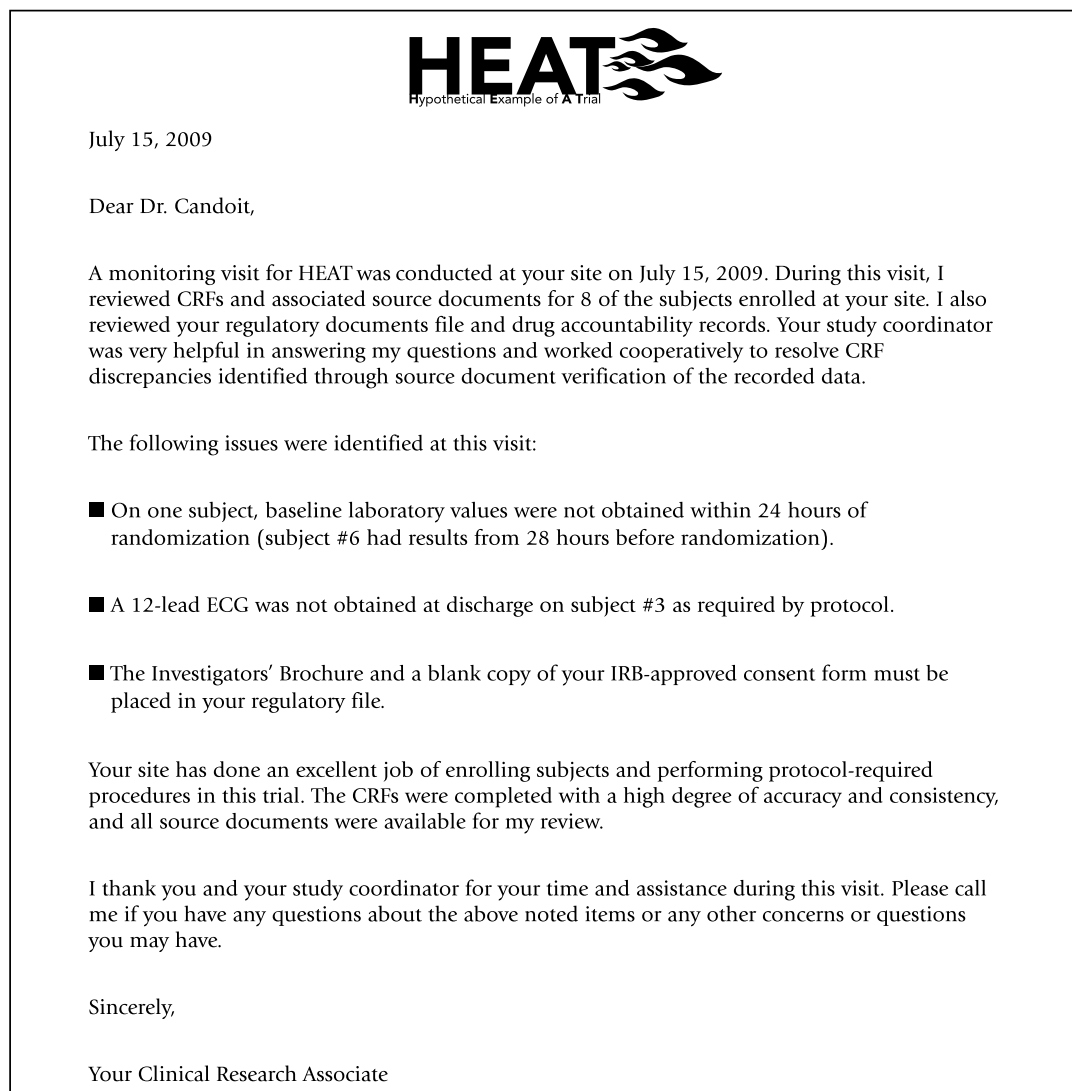 HEAT
Hypothetical Example of A Trial
July 15, 2009
Dear Dr. Candoit,
A monitoring visit for HEAT was conducted at your site on July 15, 2009. During this visit, I
reviewed CRFs and associated source documents for 8 of the subjects enrolled at your site. I also
reviewed your regulatory documents file and drug accountability records. Your study coordinator
was very helpful in answering my questions and worked cooperatively to resolve CRF
discrepancies identified through source document verification of the recorded data.
The following issues were identified at this visit:
■ On one subject, baseline laboratory values were not obtained within 24 hours of
randomization (subject #6 had results from 28 hours before randomization).
■ A 12-lead ECG was not obtained at discharge on subject #3 as required by protocol.
■ The Investigators’ Brochure and a blank copy of your IRB-approved consent form must be
placed in your regulatory file.
Your site has done an excellent job of enrolling subjects and performing protocol-required
procedures in this trial. The CRFs were completed with a high degree of accuracy and consistency,
and all source documents were available for my review.
I thank you and your study coordinator for your time and assistance during this visit. Please call
me if you have any questions about the above noted items or any other concerns or questions
you may have.
Sincerely,
Your Clinical Research Associate